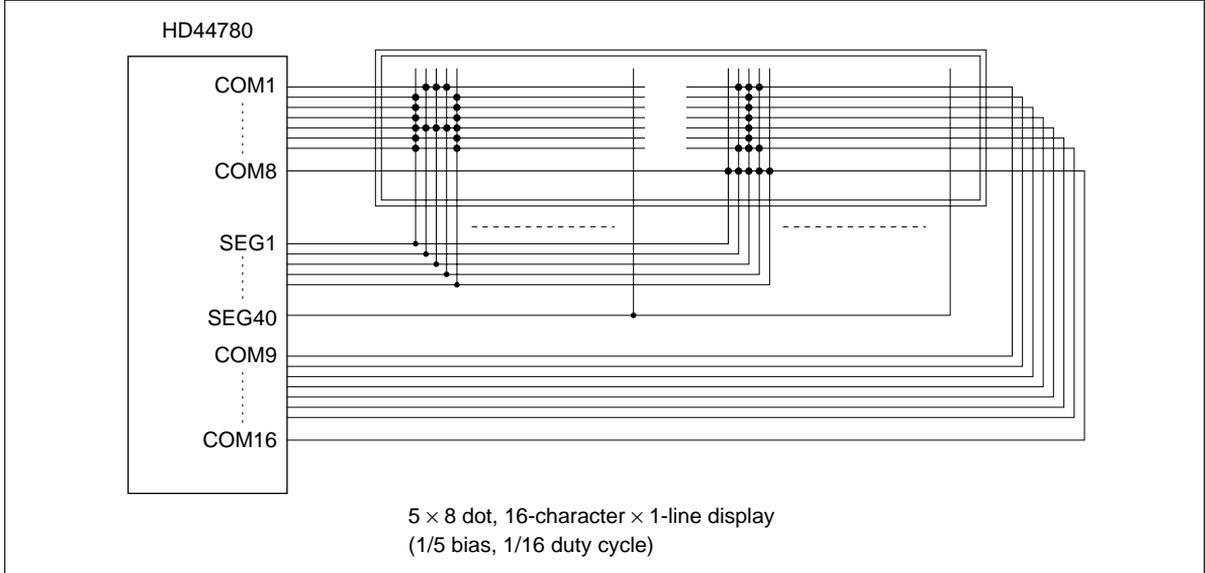 HD44780
COM1
COM8
SEG1
SEG40
COM9
COM16
5 × 8 dot, 16-character × 1-line display
(1/5 bias, 1/16 duty cycle)